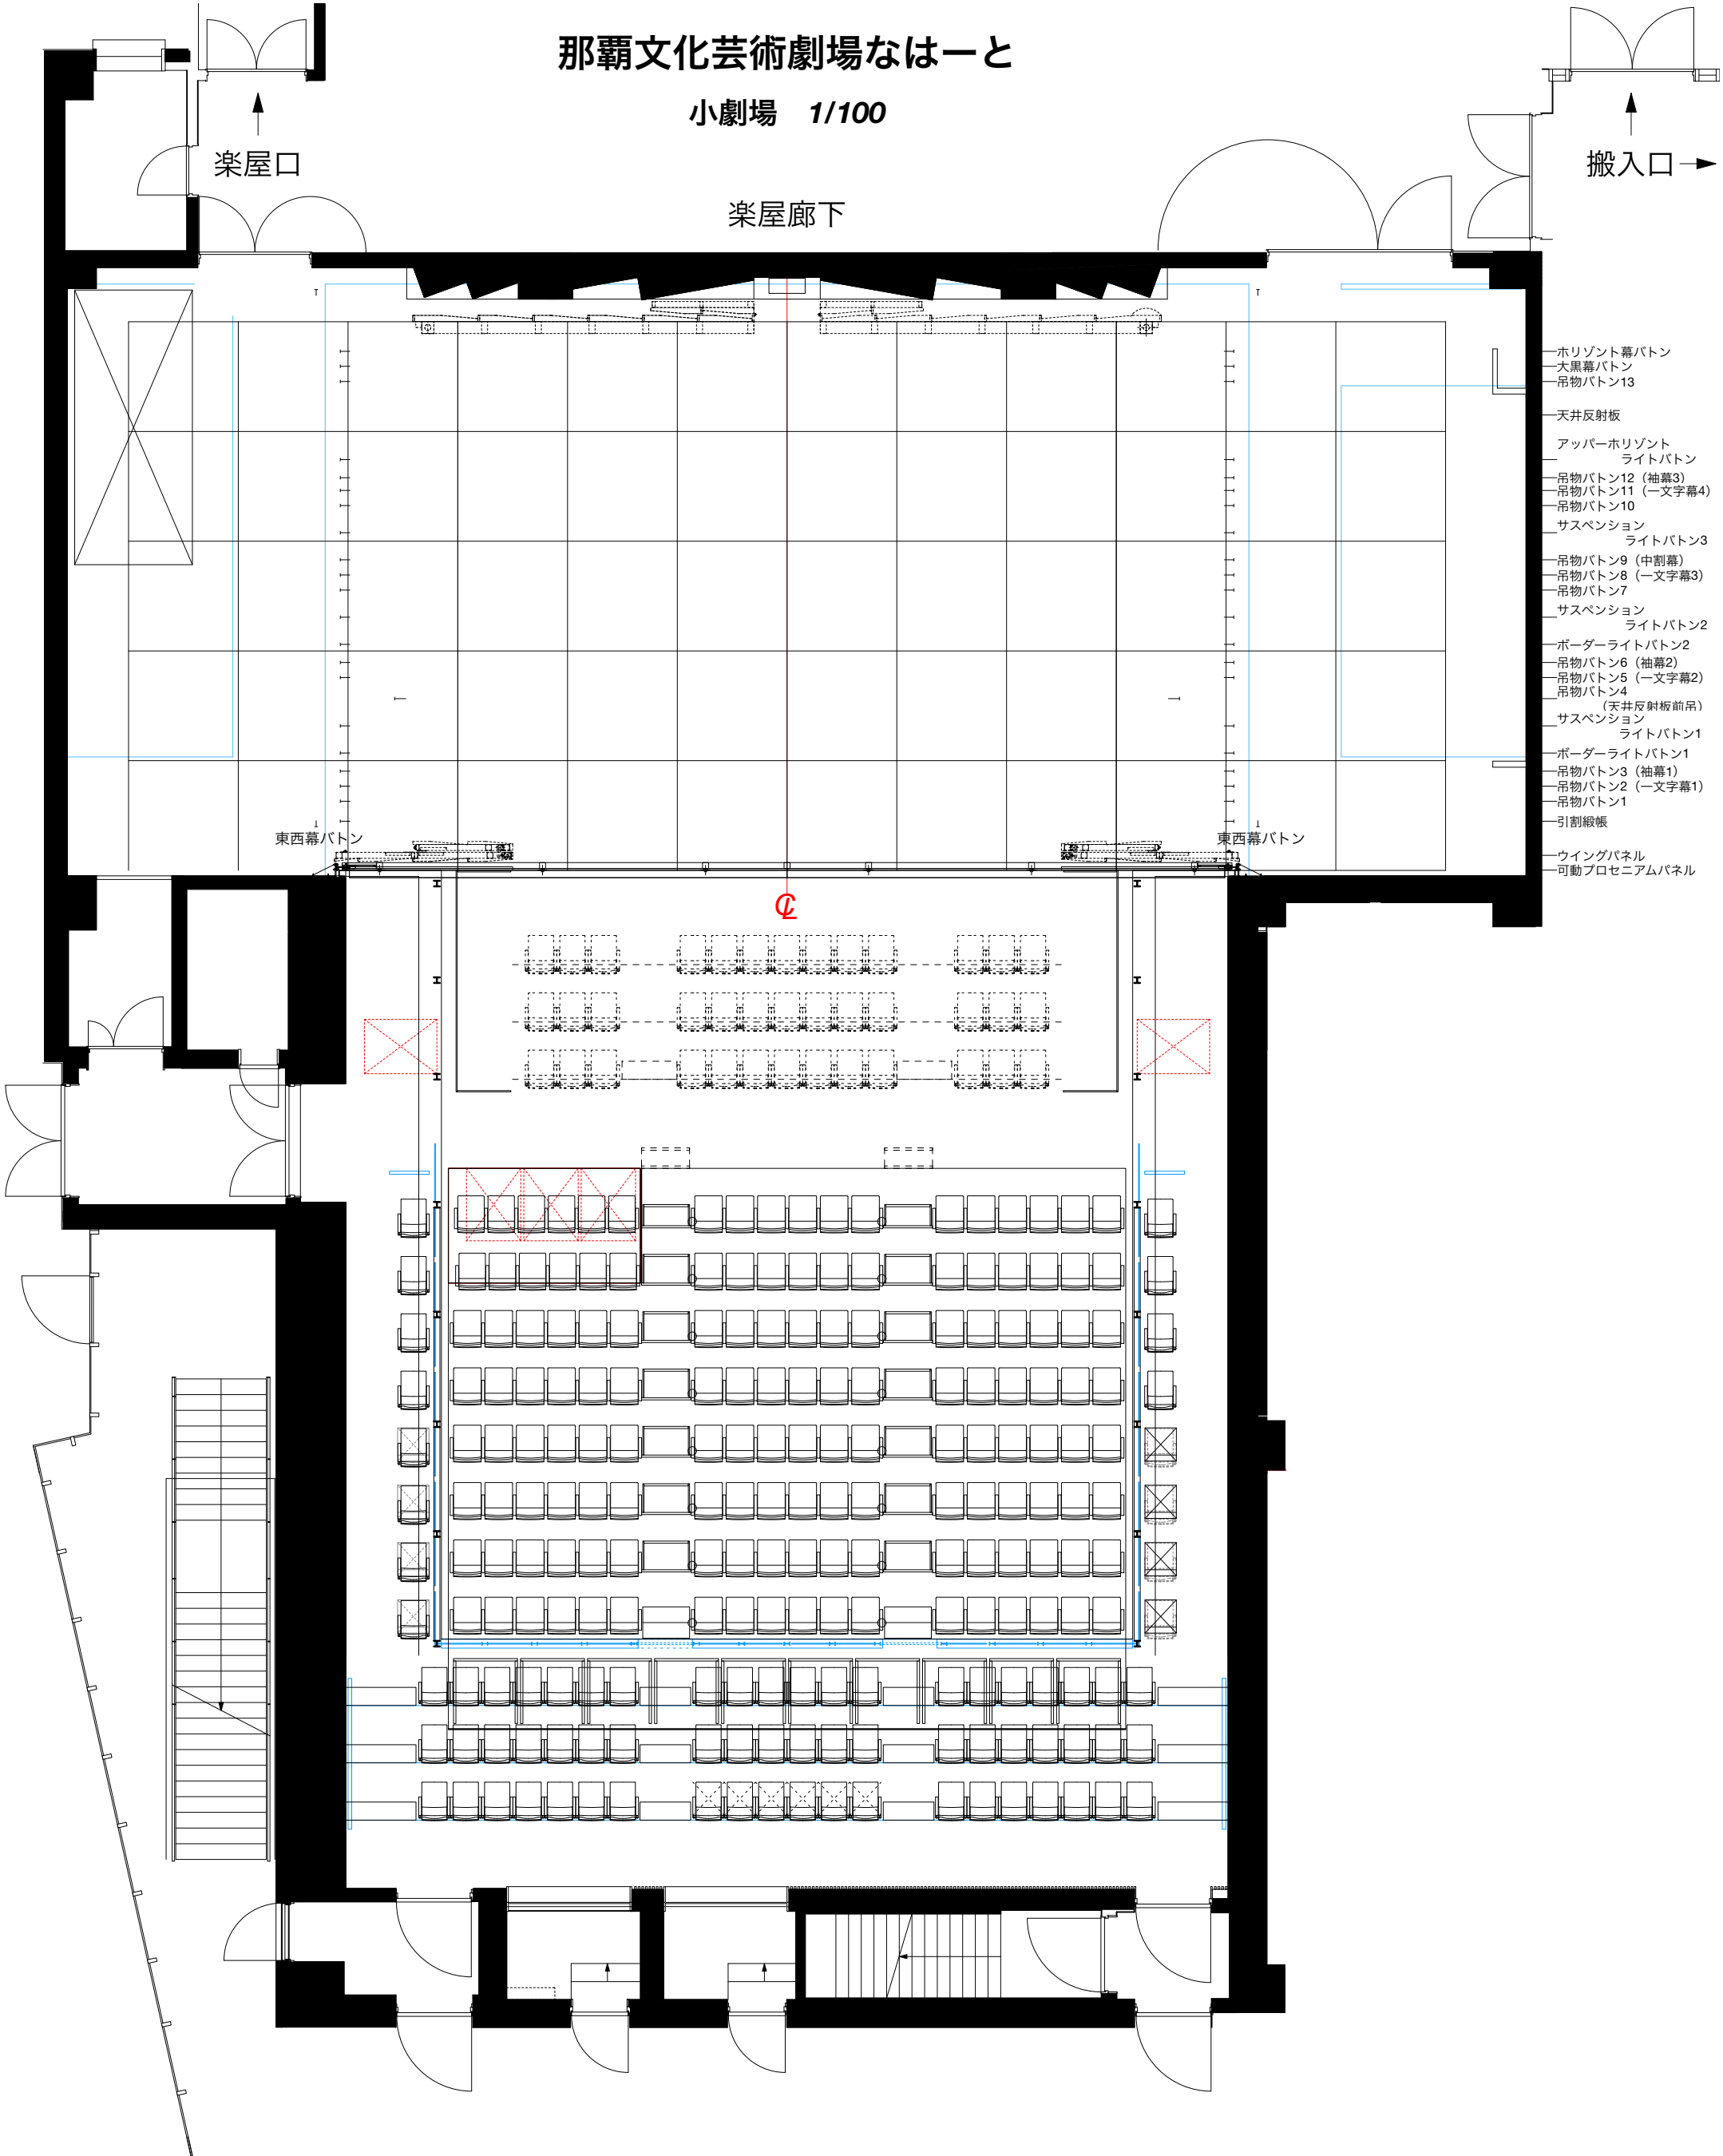 那覇文化芸術劇場なはーと
小劇場　1/100
楽屋口
搬入口
楽屋廊下
ホリゾント幕バトン
大黒幕バトン
吊物バトン13
天井反射板
アッパーホリゾント
ライトバトン
吊物バトン12（袖幕3）
吊物バトン11（一文字幕4）
吊物バトン10
サスペンション
ライトバトン3
吊物バトン9（中割幕）
吊物バトン8（一文字幕3）
吊物バトン7
サスペンション
ライトバトン2
ボーダーライトバトン2
吊物バトン6（袖幕2）
吊物バトン5（一文字幕2）
吊物バトン4
（天井反射板前吊）
サスペンション
ライトバトン1
ボーダーライトバトン1
吊物バトン3（袖幕1）
吊物バトン2（一文字幕1）
吊物バトン1
引割緞帳
ウイングパネル
可動プロセニアムパネル
東西幕バトン
東西幕バトン
℄